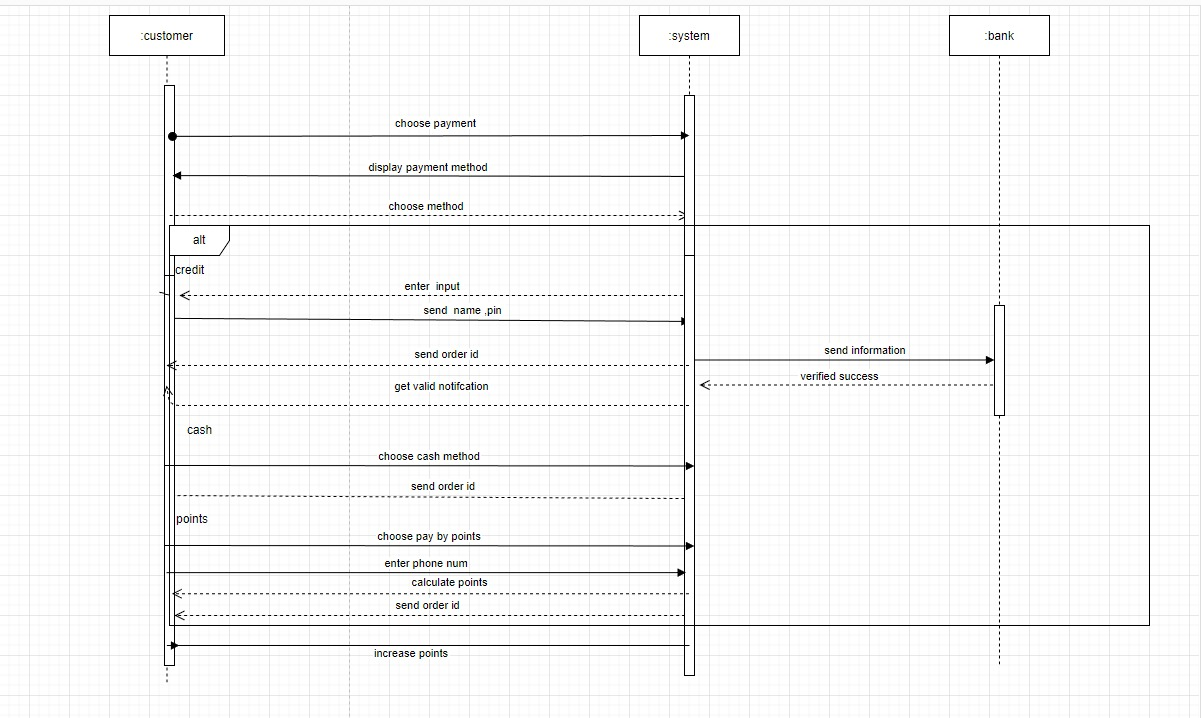 :customer
:system
:bank
choose payment
display payment method
choose method
alt
credit
enter input
send name ,pin
send order id
send information
verified success
get valid notifcation
cash
choose cash method
send order id
points
choose pay by points
enter phone num
calculate points
send order id
increase points